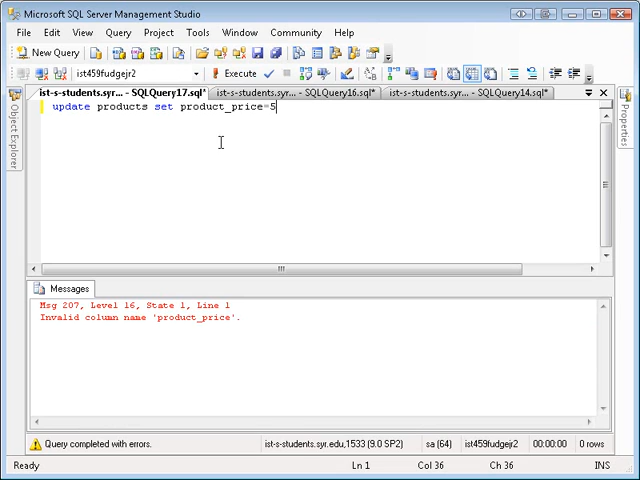 Microsoft SQL Server Management Studio
File Edit View Query Project Tools Window Community Help
New Query
ist459fudgejr2 Execute
ist-s-students.syr... - SQLQuery17.sql* ist-s-students.syr... - SQLQuery16.sql* ist-s-students.syr... - SQLQuery14.sql*
Object Explorer
Properties
update products set product_price=5
Messages
Msg 207, Level 16, State 1, Line 1
Invalid column name 'product_price'.
Query completed with errors. ist-s-students.syr.edu,1533 (9.0 SP2) sa (64) ist459fudgejr2 00:00:00 0 rows
Ready Ln 1 Col 36 Ch 36 INS